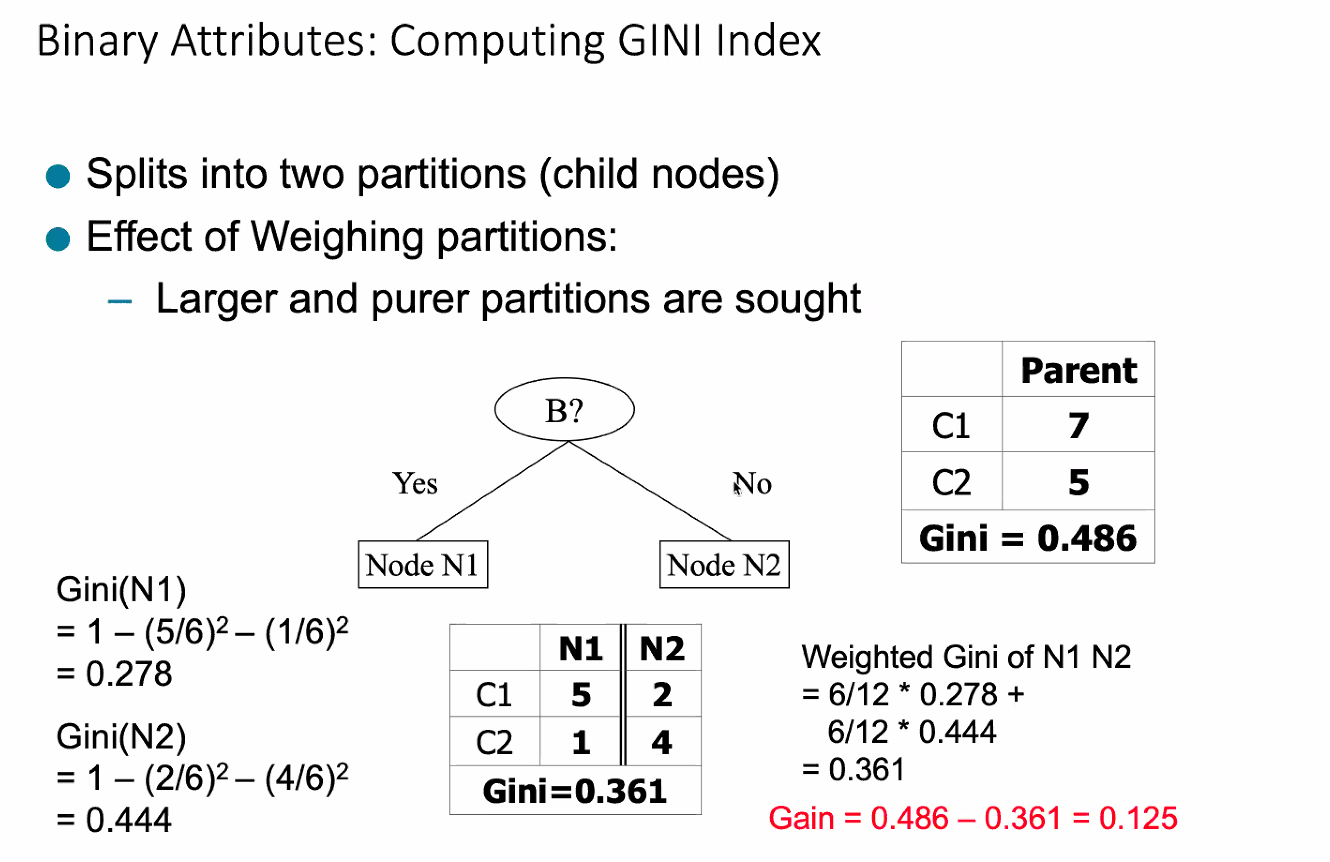 Binary Attributes: Computing GINI Index
● Splits into two partitions (child nodes)
● Effect of Weighing partitions:
– Larger and purer partitions are sought
B?
Yes
No
Node N1
Node N2
Parent
C1 7
C2 5
Gini = 0.486
Gini(N1)
= 1 – (5/6)² – (1/6)²
= 0.278
Gini(N2)
= 1 – (2/6)² – (4/6)²
= 0.444
N1 N2
C1 5 2
C2 1 4
Gini=0.361
Weighted Gini of N1 N2
= 6/12 * 0.278 +
6/12 * 0.444
= 0.361
Gain = 0.486 – 0.361 = 0.125